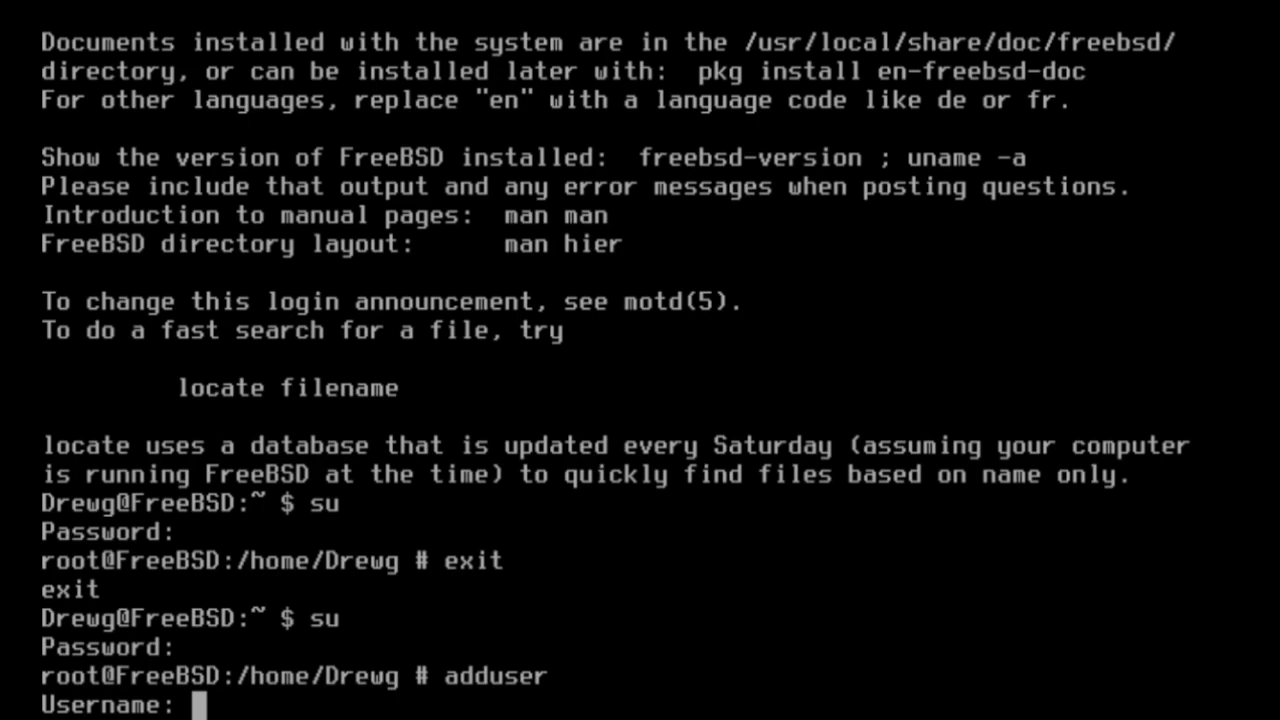 Documents installed with the system are in the /usr/local/share/doc/freebsd/
directory, or can be installed later with:  pkg install en-freebsd-doc
For other languages, replace "en" with a language code like de or fr.
Show the version of FreeBSD installed:  freebsd-version ; uname -a
Please include that output and any error messages when posting questions.
Introduction to manual pages:  man man
FreeBSD directory layout:      man hier
To change this login announcement, see motd(5).
To do a fast search for a file, try
locate filename
locate uses a database that is updated every Saturday (assuming your computer
is running FreeBSD at the time) to quickly find files based on name only.
Drewg@FreeBSD:~ $ su
Password:
root@FreeBSD:/home/Drewg # exit
exit
Drewg@FreeBSD:~ $ su
Password:
root@FreeBSD:/home/Drewg # adduser
Username: